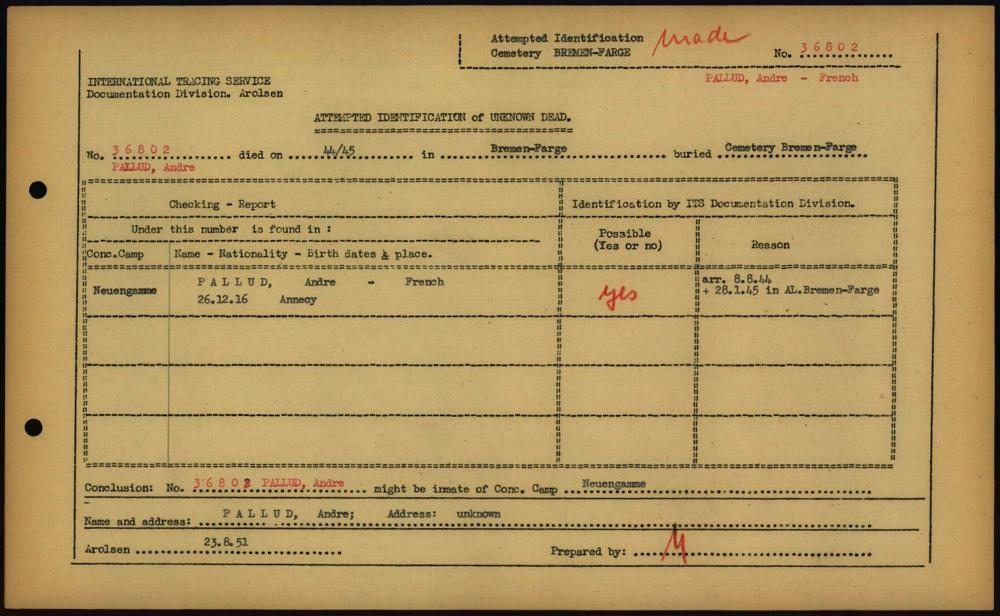 Attempted Identification made
Cemetery BREMEN-FARGE No. 36802
PALLUD, Andre - French
INTERNATIONAL TRACING SERVICE
Documentation Division. Arolsen
ATTEMPTED IDENTIFICATION of UNKNOWN DEAD.
No. 36802 died on 44/45 in Bremen-Farge buried Cemetery Bremen-Farge
PALLUD, Andre
Checking - Report Identification by ITS Documentation Division.
Under this number is found in : Possible (Yes or no) Reason
Conc.Camp Name - Nationality - Birth dates & place.
Neuengamme PALLUD, Andre - French yes arr. 8.8.44
26.12.16 Annecy + 28.1.45 in AL.Bremen-Farge
Conclusion: No. 36802 PALLUD, Andre might be inmate of Conc. Camp Neuengamme
Name and address: PALLUD, Andre; Address: unknown
Arolsen 23.8.51 Prepared by: